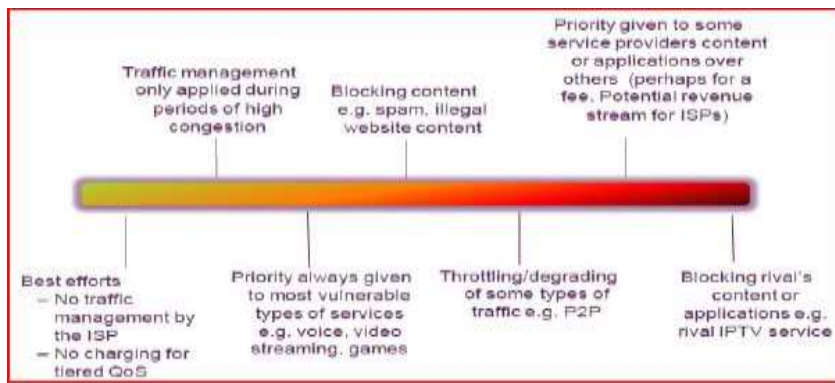 Traffic management
only applied during
periods of high
congestion
Blocking content
e.g. spam, illegal
website content
Priority given to some
service providers content
or applications over
others (perhaps for a
fee. Potential revenue
stream for ISPs)
Best efforts
– No traffic
management by
the ISP
– No charging for
tiered QoS
Priority always given
to most vulnerable
types of services
e.g. voice, video
streaming, games
Throttling/degrading
of some types of
traffic e.g. P2P
Blocking rival's
content or
applications e.g.
rival IPTV service